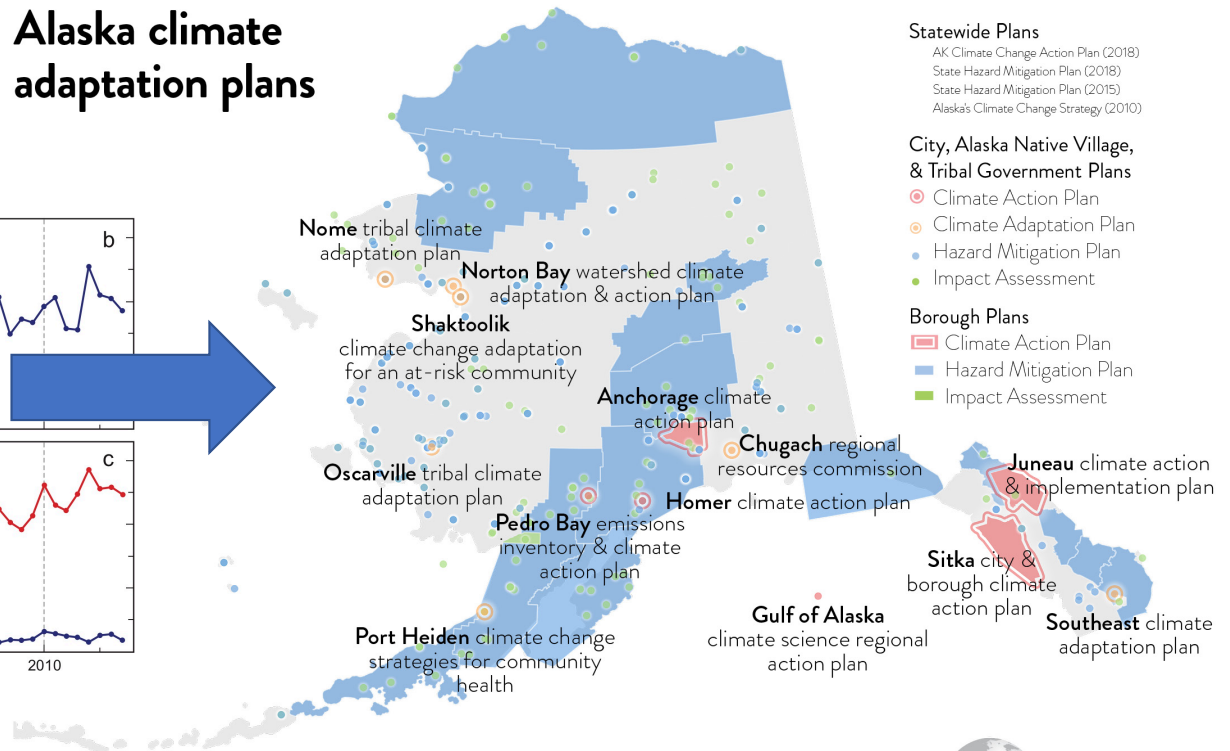 Alaska climate
adaptation plans
b
c
2010
Nome tribal climate
adaptation plan
Norton Bay watershed climate
adaptation & action plan
Shaktoolik
climate change adaptation
for an at-risk community
Anchorage climate
action plan
Chugach regional
resources commission
Oscarville tribal climate
adaptation plan
Homer climate action plan
Pedro Bay emissions
inventory & climate
action plan
Port Heiden climate change
strategies for community
health
Gulf of Alaska
climate science regional
action plan
Juneau climate action
& implementation plan
Sitka city &
borough climate
action plan
Southeast climate
adaptation plan
Statewide Plans
AK Climate Change Action Plan (2018)
State Hazard Mitigation Plan (2018)
State Hazard Mitigation Plan (2015)
Alaska's Climate Change Strategy (2010)
City, Alaska Native Village,
& Tribal Government Plans
Climate Action Plan
Climate Adaptation Plan
Hazard Mitigation Plan
Impact Assessment
Borough Plans
Climate Action Plan
Hazard Mitigation Plan
Impact Assessment